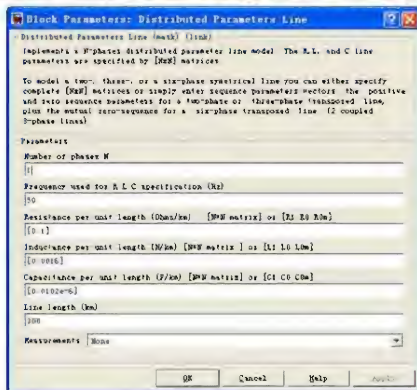 Block Parameters: Distributed Parameters Line
Distributed Parameters Line (mask) (link)
Implements a N-phases distributed parameter line model. The R,L, and C line
parameters are specified by [NxN] matrices.
To model a two-, three-, or a six-phase symetrical line you can either specify
complete [NxN] matrices or simply enter sequence parameters vectors: the positive
and zero sequence parameters for a two-phase or three-phase transposed line,
plus the mutual zero-sequence for a six-phase transposed line (2 coupled
3-phase lines)
Parameters
Number of phases N
1
Frequency used for R L C specification (Hz)
50
Resistance per unit length (Ohms/km) [N*N matrix] or [R1 R0 R0m]
[0.1]
Inductance per unit length (H/km) [N*N matrix ] or [L1 L0 L0m]
[0.0016]
Capacitance per unit length (F/km) [N*N matrix] or [C1 C0 C0m]
[0.0102e-6]
Line length (km)
Measurements None
OK Cancel Help Apply